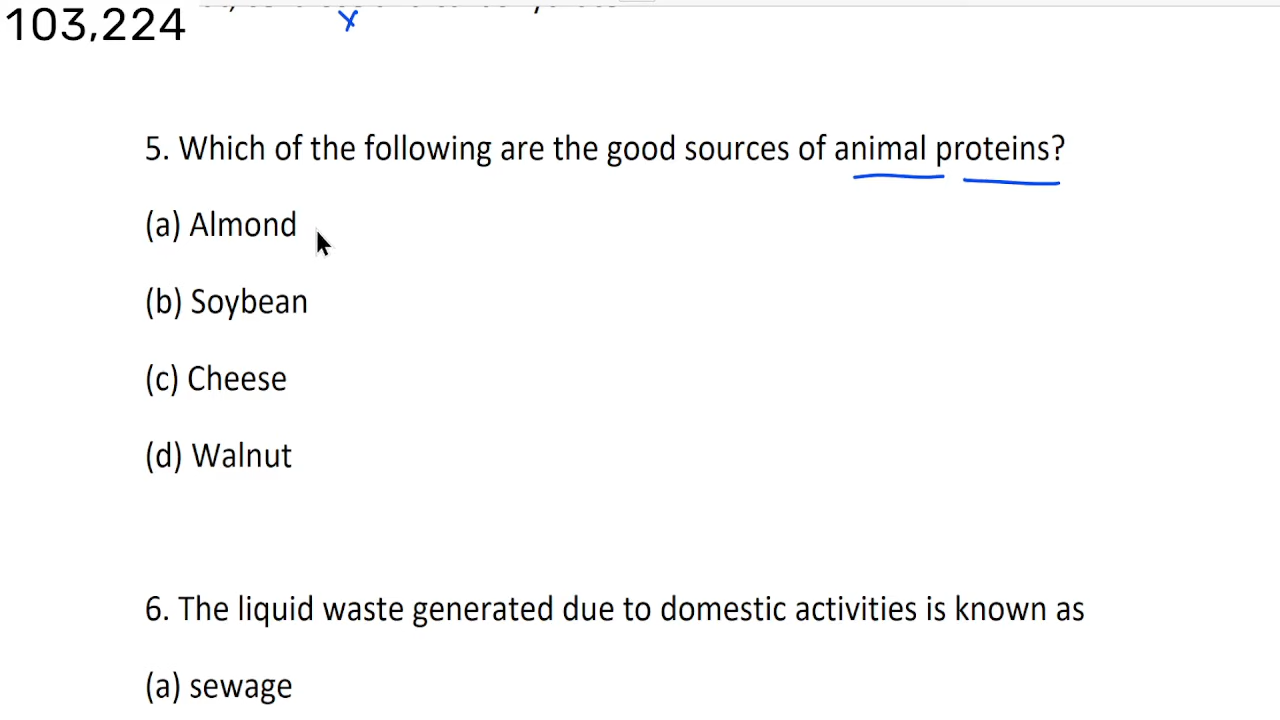 103,224
5. Which of the following are the good sources of animal proteins?
(a) Almond
(b) Soybean
(c) Cheese
(d) Walnut
6. The liquid waste generated due to domestic activities is known as
(a) sewage